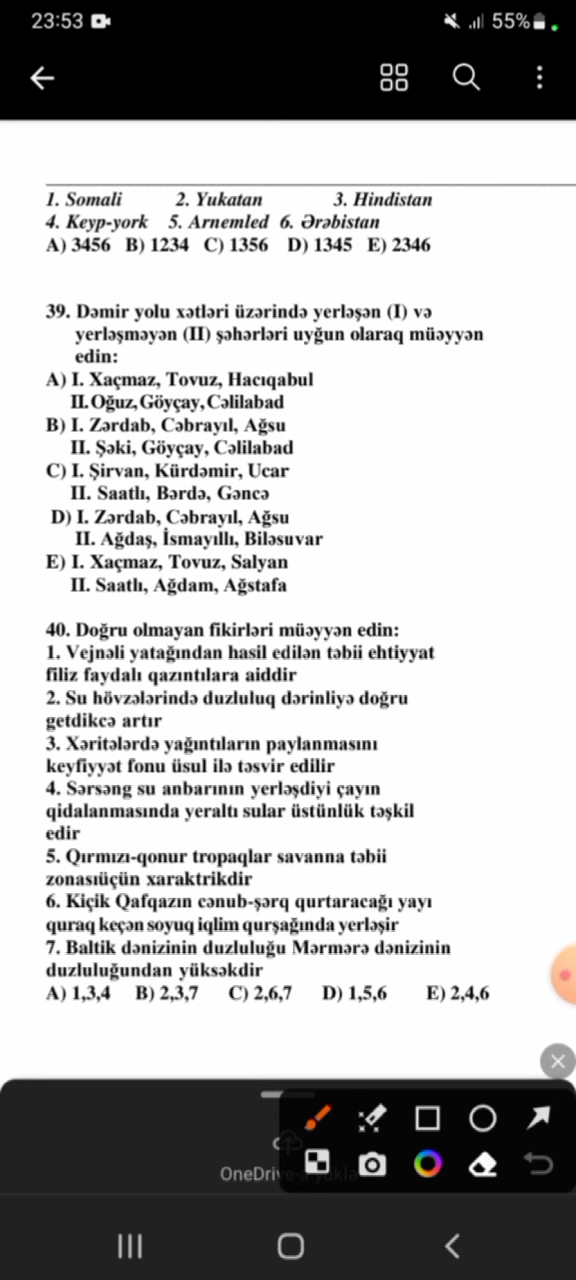 23:53
55%
1. Somali 2. Yukatan 3. Hindistan
4. Keyp-york 5. Arnemled 6. Ərəbistan
A) 3456 B) 1234 C) 1356 D) 1345 E) 2346
39. Dəmir yolu xətləri üzərində yerləşən (I) və
yerləşməyən (II) şəhərləri uyğun olaraq müəyyən
edin:
A) I. Xaçmaz, Tovuz, Hacıqabul
II. Oğuz, Göyçay, Cəlilabad
B) I. Zərdab, Cəbrayıl, Ağsu
II. Şəki, Göyçay, Cəlilabad
C) I. Şirvan, Kürdəmir, Ucar
II. Saatlı, Bərdə, Gəncə
D) I. Zərdab, Cəbrayıl, Ağsu
II. Ağdaş, İsmayıllı, Biləsuvar
E) I. Xaçmaz, Tovuz, Salyan
II. Saatlı, Ağdam, Ağstafa
40. Doğru olmayan fikirləri müəyyən edin:
1. Vejnəli yatağından hasil edilən təbii ehtiyyat
filiz faydalı qazıntılara aiddir
2. Su hövzələrində duzluluq dərinliyə doğru
getdikcə artır
3. Xəritələrdə yağıntıların paylanmasını
keyfiyyət fonu üsul ilə təsvir edilir
4. Sərsəng su anbarının yerləşdiyi çayın
qidalanmasında yeraltı sular üstünlük təşkil
edir
5. Qırmızı-qonur tropaqlar savanna təbii
zonasıüçün xaraktrikdir
6. Kiçik Qafqazın cənub-şərq qurtaracağı yayı
quraq keçən soyuq iqlim qurşağında yerləşir
7. Baltik dənizinin duzluluğu Mərmərə dənizinin
duzluluğundan yüksəkdir
A) 1,3,4 B) 2,3,7 C) 2,6,7 D) 1,5,6 E) 2,4,6